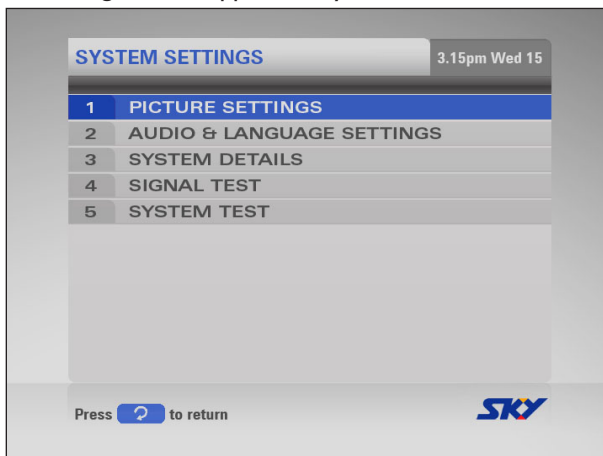 SYSTEM SETTINGS
3.15pm Wed 15
1 PICTURE SETTINGS
2 AUDIO & LANGUAGE SETTINGS
3 SYSTEM DETAILS
4 SIGNAL TEST
5 SYSTEM TEST
Press to return
SKY